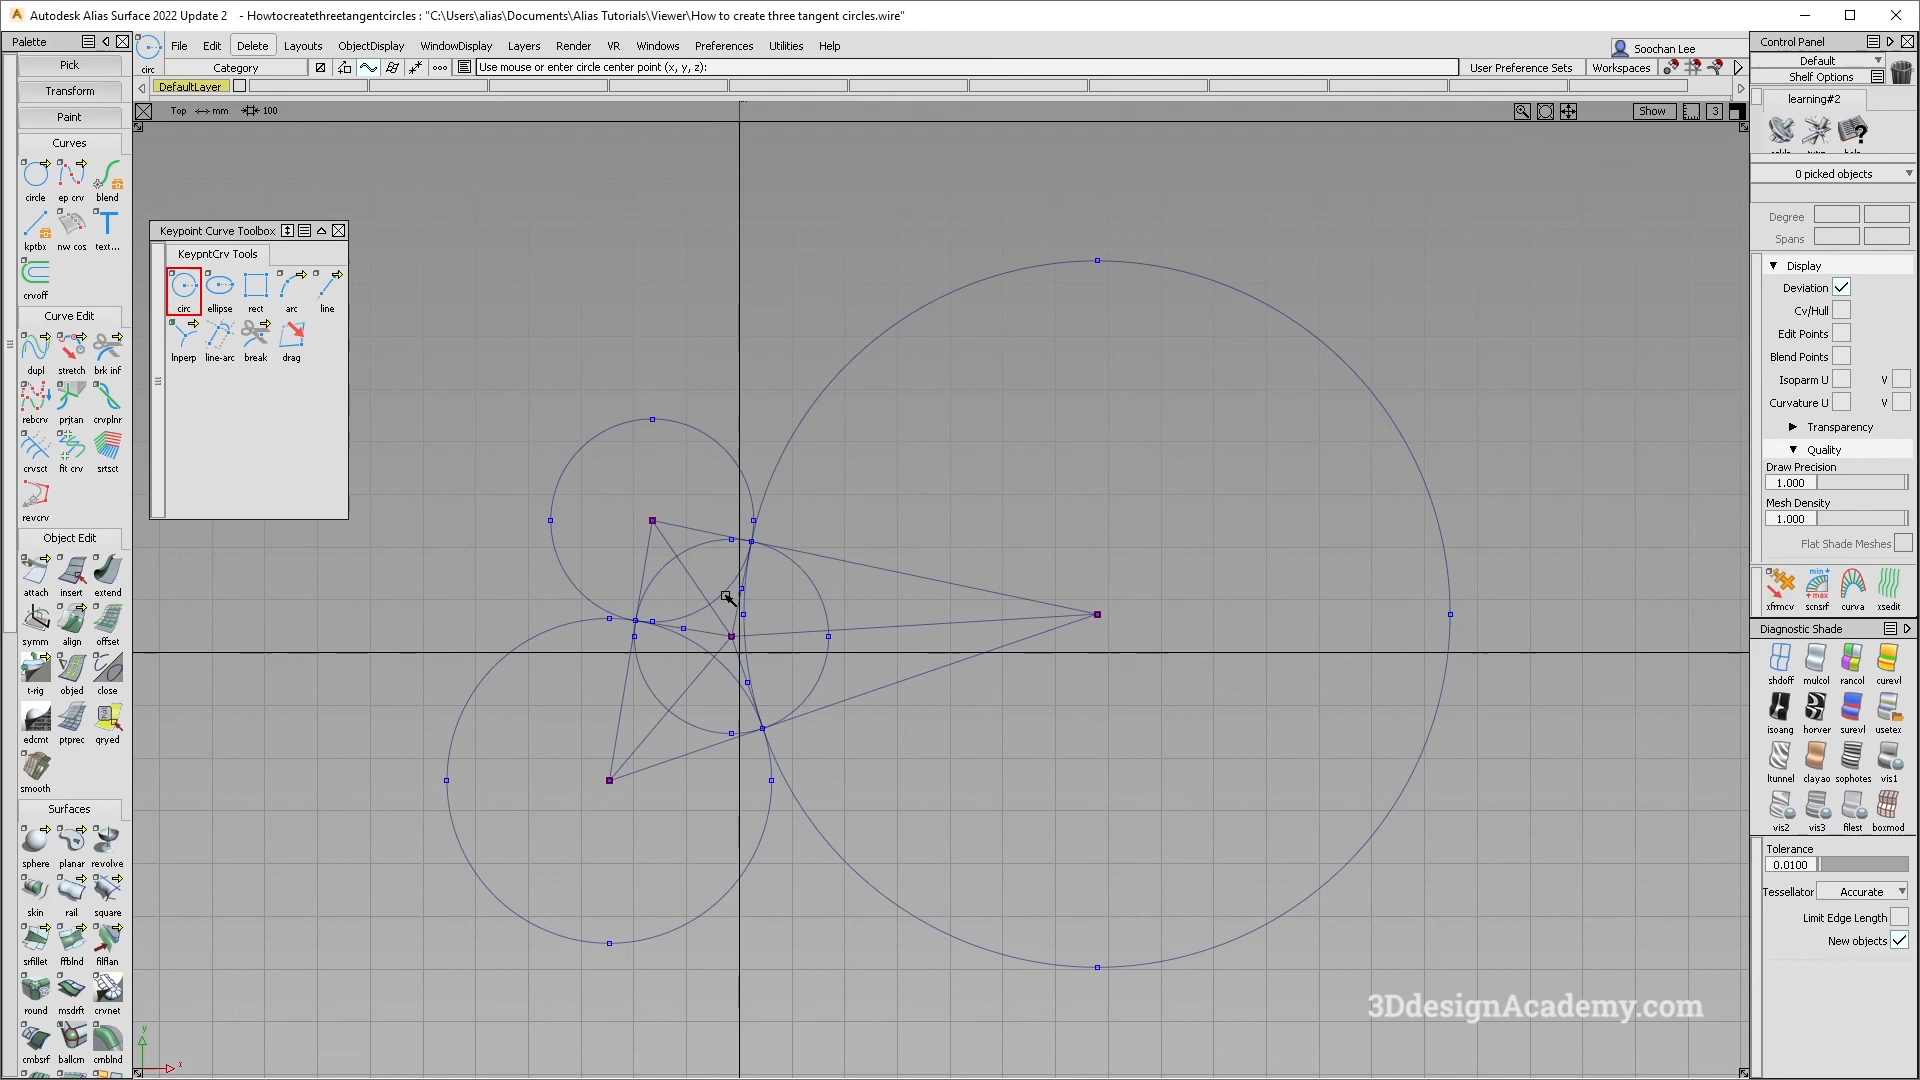 Autodesk Alias Surface 2022 Update 2 - Howtocreatethreetangentcircles : "C:\Users\alias\Documents\Alias Tutorials\Viewer\How to create three tangent circles.wire"
Palette
File Edit Delete Layouts ObjectDisplay WindowDisplay Layers Render VR Windows Preferences Utilities Help
Soochan Lee
Control Panel
circ
Category
Use mouse or enter circle center point (x, y, z):
User Preference Sets
Workspaces
Default
Shelf Options
DefaultLayer
Top mm 100
Show
3
learning#2
Pick
Transform
Paint
Curves
circle ep crv blend
kptbx nw cos text...
crvoff
Curve Edit
dupl stretch brk inf
rebcrv prjtan crvplnr
crvsct fit crv srtsct
revcrv
Object Edit
attach insert extend
symm align offset
t-rig objed close
edcmt ptprec qryed
smooth
Surfaces
sphere planar revolve
skin rail square
srfillet ffblnd filflan
round msdrft crvnet
cmbsrf ballcrn cmblnd
Keypoint Curve Toolbox
KeypntCrv Tools
circ ellipse rect arc line
lnperp line-arc break drag
0 picked objects
Degree
Spans
Display
Deviation
Cv/Hull
Edit Points
Blend Points
Isoparm U V
Curvature U V
Transparency
Quality
Draw Precision
1.000
Mesh Density
1.000
Flat Shade Meshes
xfrmcv scnsrf curva xsedit
Diagnostic Shade
shdoff mulcol rancol curevl
isoang horver surevl usetex
ltunnel clayao sophotes vis1
vis2 vis3 filest boxmod
Tolerance
0.0100
Tessellator Accurate
Limit Edge Length
New objects
3DdesignAcademy.com
y
x